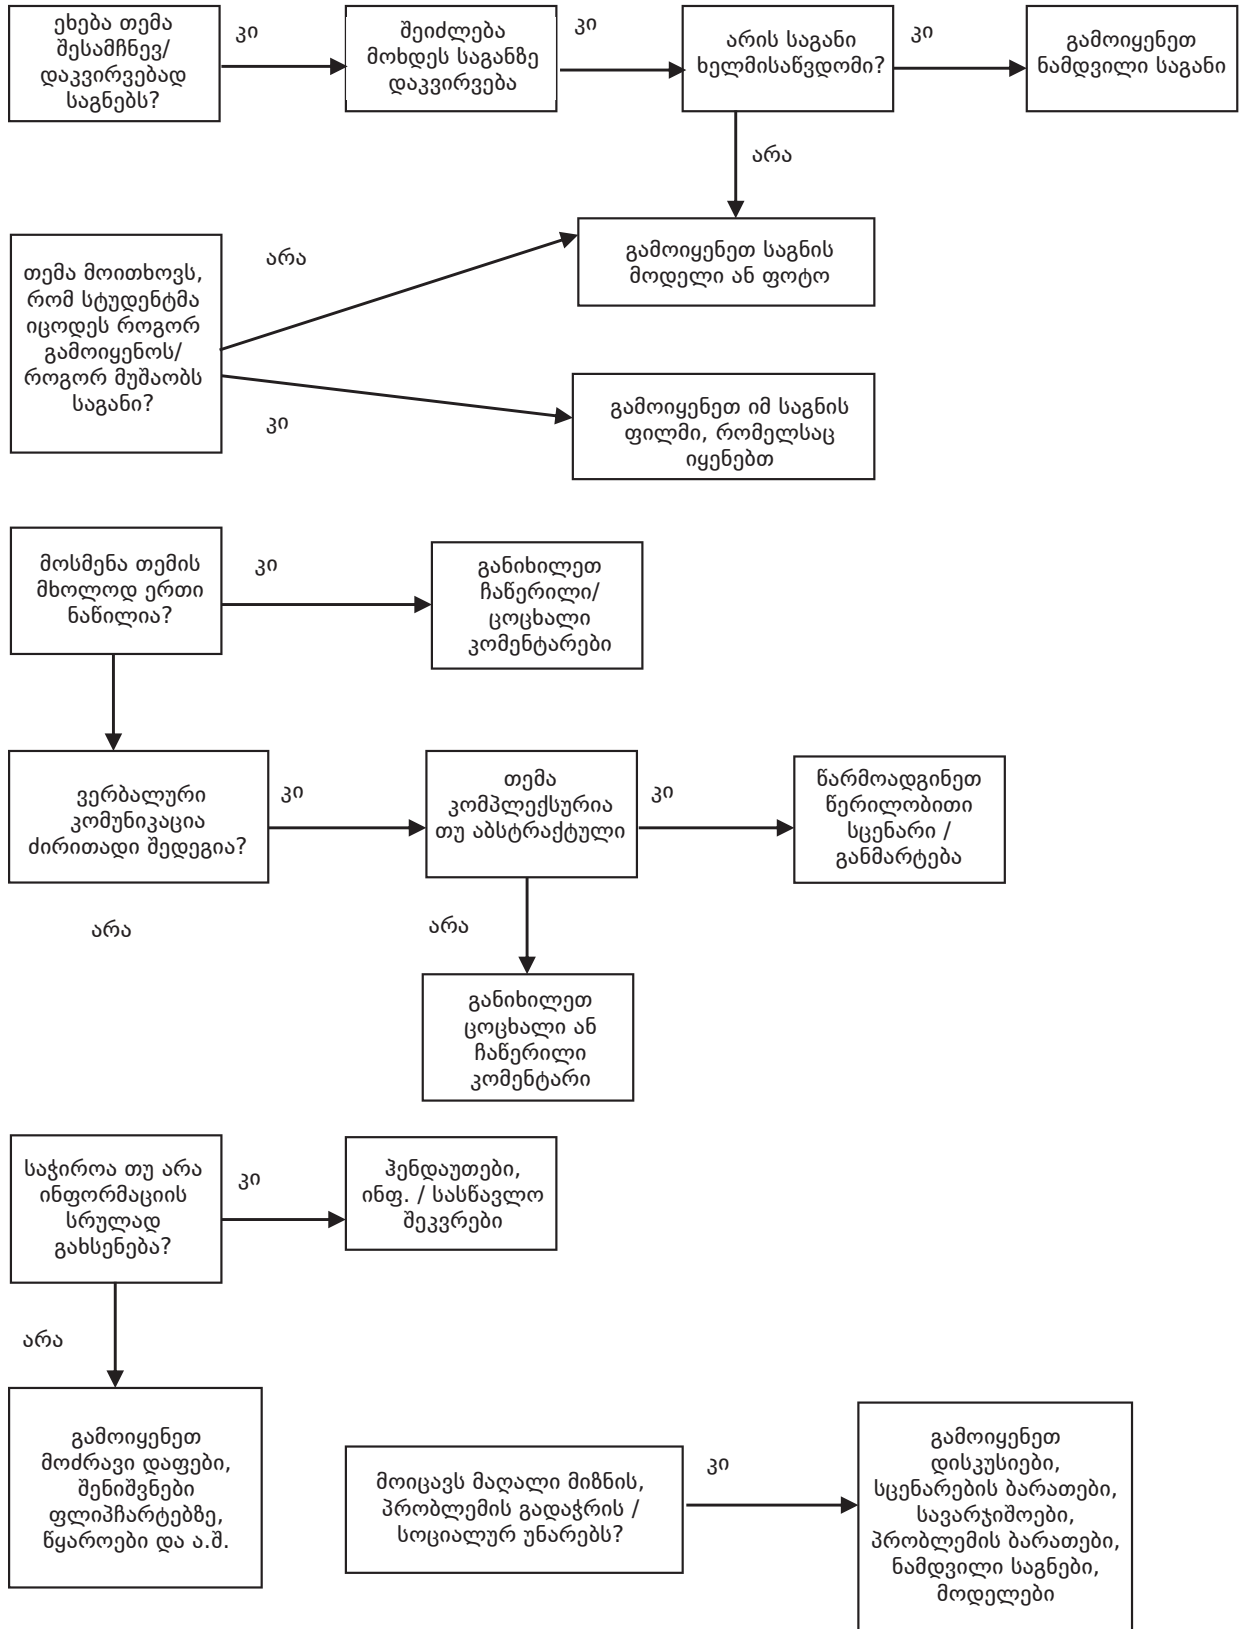 ეხება თემა
შესამჩნევ/
დაკვირვებად
საგნებს?
კი
შეიძლება
მოხდეს საგანზე
დაკვირვება
კი
არის საგანი
ხელმისაწვდომი?
კი
გამოიყენეთ
ნამდვილი საგანი
არა
თემა მოითხოვს,
რომ სტუდენტმა
იცოდეს როგორ
გამოიყენოს/
როგორ მუშაობს
საგანი?
არა
გამოიყენეთ საგნის
მოდელი ან ფოტო
კი
გამოიყენეთ იმ საგნის
ფილმი, რომელსაც
იყენებთ
მოსმენა თემის
მხოლოდ ერთი
ნაწილია?
კი
განიხილეთ
ჩაწერილი/
ცოცხალი
კომენტარები
ვერბალური
კომუნიკაცია
ძირითადი შედეგია?
კი
თემა
კომპლექსურია
თუ აბსტრაქტული
კი
წარმოადგინეთ
წერილობითი
სცენარი /
განმარტება
არა
არა
განიხილეთ
ცოცხალი ან
ჩაწერილი
კომენტარი
საჭიროა თუ არა
ინფორმაციის
სრულად
გახსენება?
კი
ჰენდაუთები,
ინფ. / სასწავლო
შეკვრები
არა
გამოიყენეთ
მოძრავი დაფები,
შენიშვნები
ფლიპჩარტებზე,
წყაროები და ა.შ.
მოიცავს მაღალი მიზნის,
პრობლემის გადაჭრის /
სოციალურ უნარებს?
კი
გამოიყენეთ
დისკუსიები,
სცენარების ბარათები,
სავარჯიშოები,
პრობლემის ბარათები,
ნამდვილი საგნები,
მოდელები